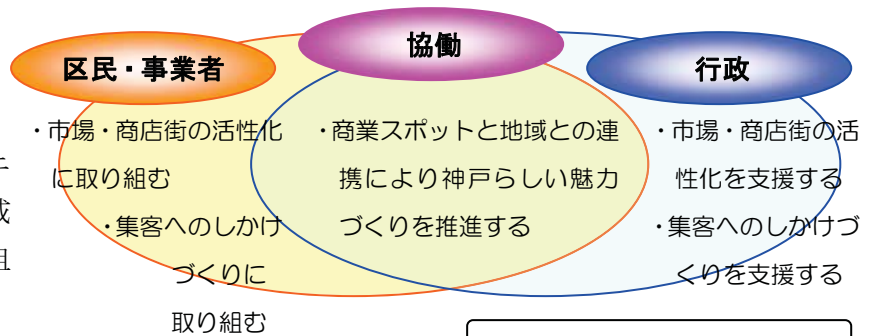 協働
区民・事業者
行政
・市場・商店街の活性化
に取り組む
・集客へのしかけ
づくりに
取り組む
・商業スポットと地域との連
携により神戸らしい魅力
づくりを推進する
・市場・商店街の活
性化を支援する
・集客へのしかけづ
くりを支援する